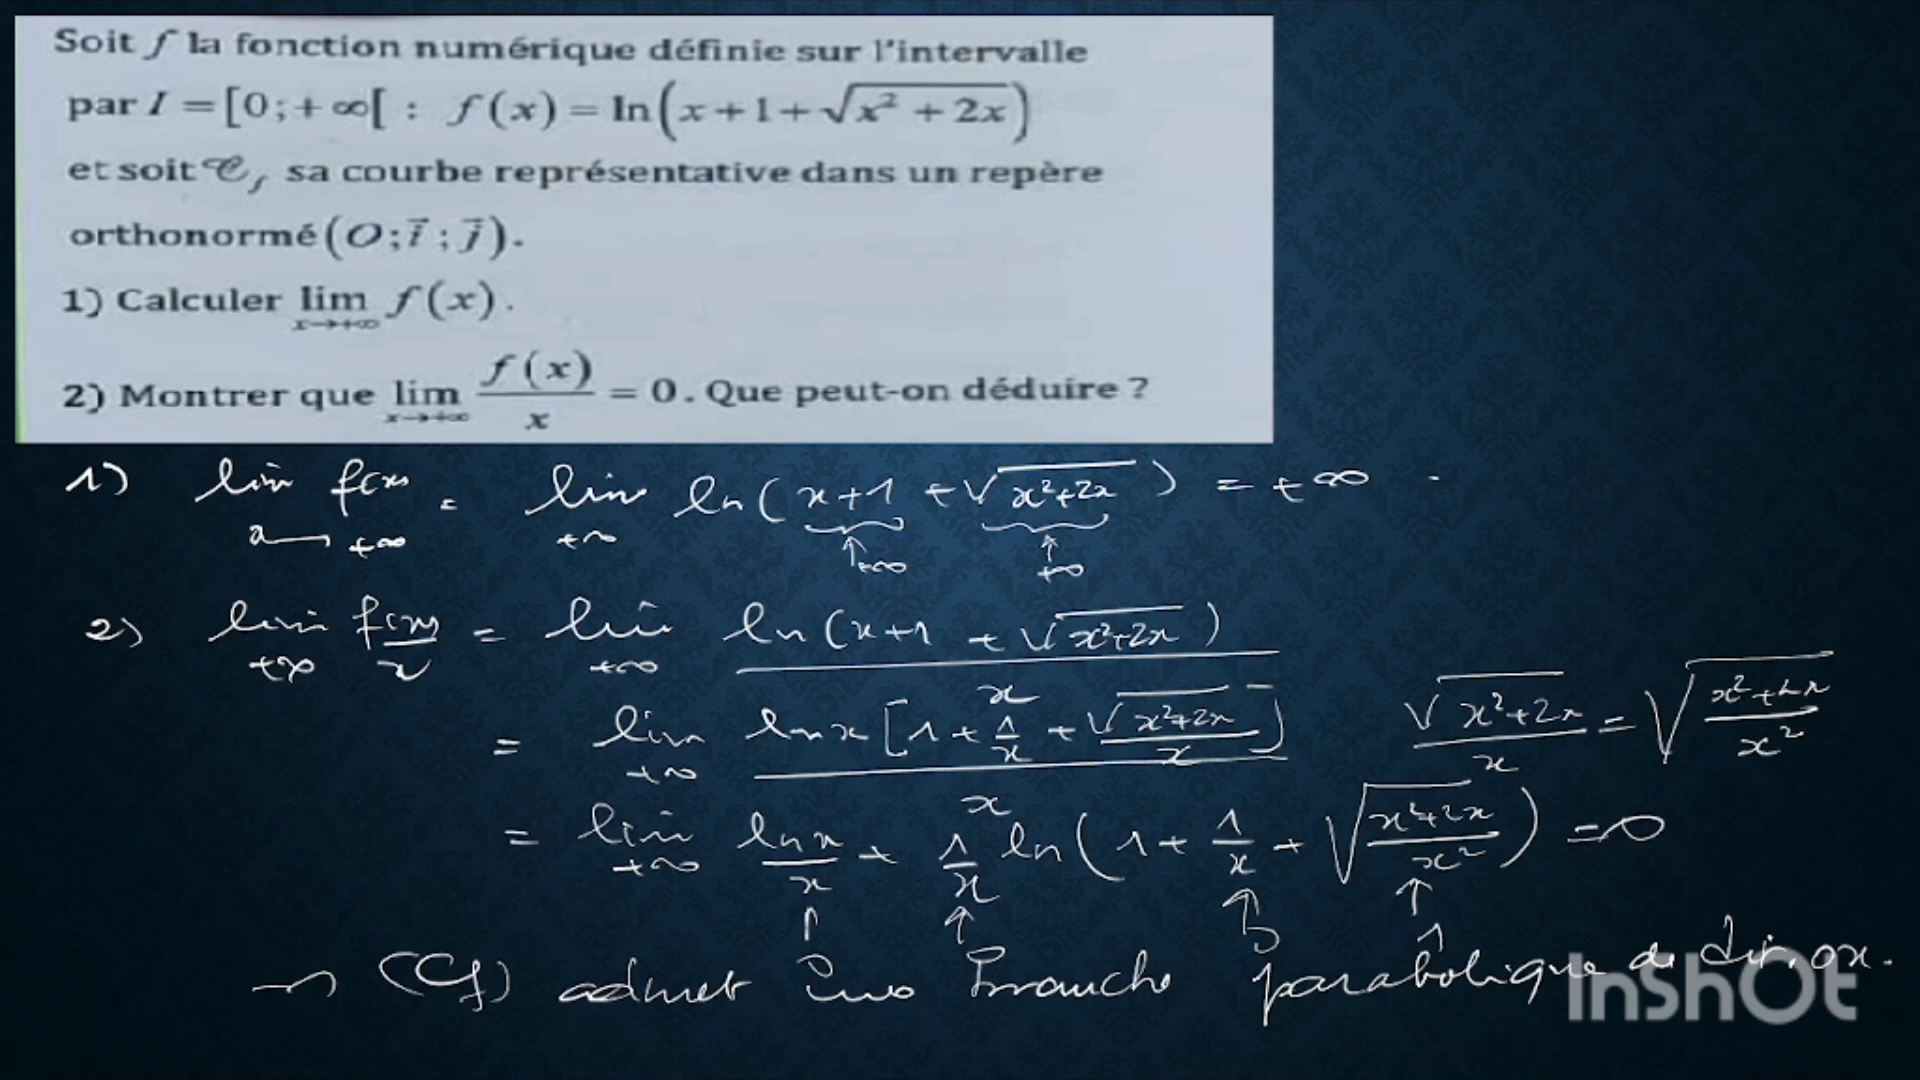 Soit f la fonction numérique définie sur l'intervalle
par I = [0;+∞[ : f(x) = ln(x+1+√(x²+2x))
et soit 𝒞f sa courbe représentative dans un repère
orthonormé (O;i⃗;j⃗).
1) Calculer lim x→+∞ f(x).
2) Montrer que lim x→+∞ f(x)/x = 0. Que peut-on déduire ?
1) lim x→+∞ f(x) = lim +∞ ln(x+1 + √(x²+2x)) = +∞ .
↑+∞ ↑+∞
2) lim +∞ f(x)/x = lim +∞ ln(x+1 + √(x²+2x))/x
= lim +∞ ln x[1 + 1/x + √(x²+2x)/x]/x √(x²+2x)/x = √((x²+2x)/x²)
= lim +∞ ln x/x + 1/x ln(1 + 1/x + √((x²+2x)/x²)) = 0
↑ ↑ ↑ ↑
→ (Cf) admet une branche parabolique de dir. ox.
InShOt